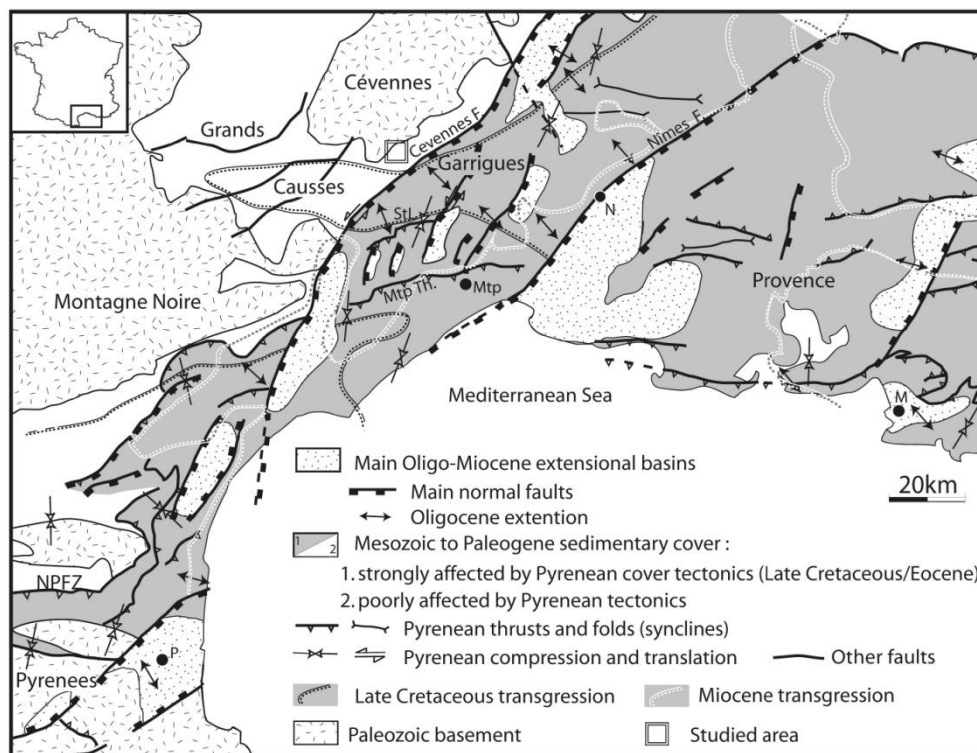 Cévennes
Grands
Cevennes F.
Nîmes F.
Garrigues
Causses
N
StL
Provence
Montagne Noire
Mtp Th.
Mtp
Mediterranean Sea
M
Main Oligo-Miocene extensional basins
20km
Main normal faults
Oligocene extention
1 2
Mesozoic to Paleogene sedimentary cover :
NPFZ
1. strongly affected by Pyrenean cover tectonics (Late Cretaceous/Eocene)
2. poorly affected by Pyrenean tectonics
Pyrenean thrusts and folds (synclines)
P
Pyrenean compression and translation
Other faults
Pyrenees
Late Cretaceous transgression
Miocene transgression
Paleozoic basement
Studied area